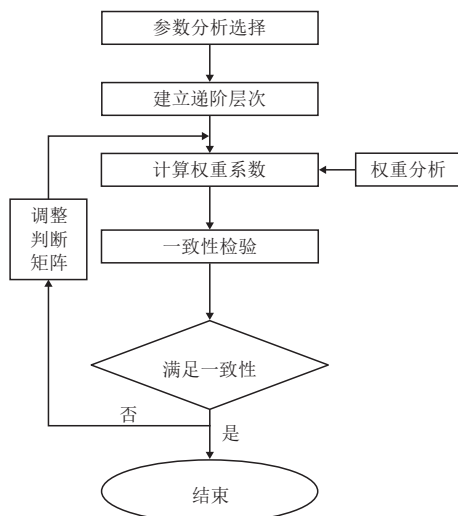 参数分析选择
建立递阶层次
计算权重系数
权重分析
调整
判断
矩阵
一致性检验
满足一致性
否
是
结束